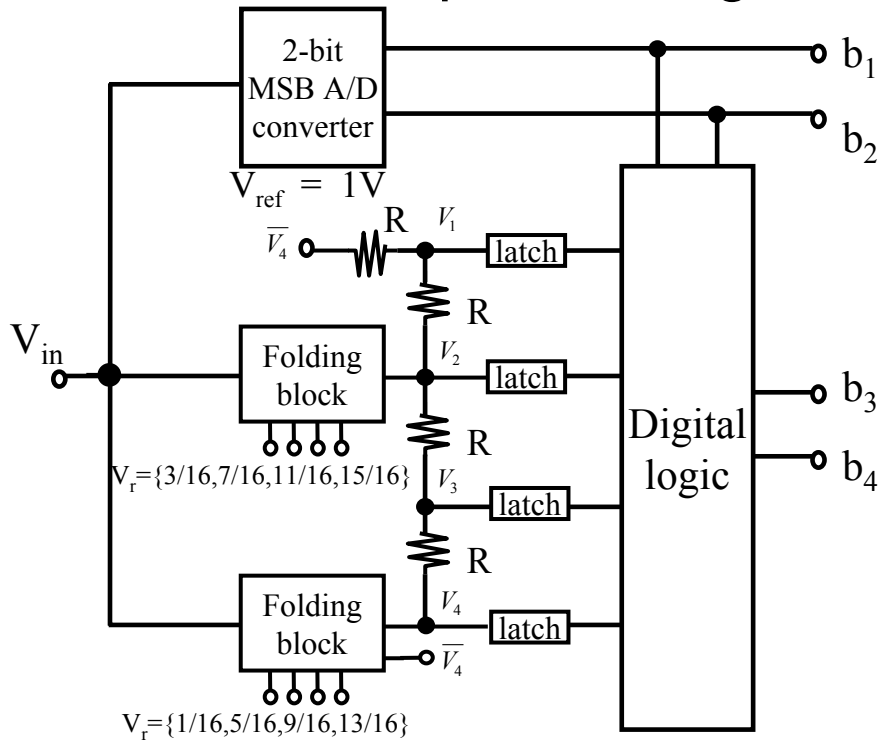 2-bit
MSB A/D
converter
V_ref = 1V
b_1
b_2
R
V_1
V̅_4
latch
R
V_in
Folding
block
V_2
latch
V_r={3/16,7/16,11/16,15/16}
R
V_3
latch
Digital
logic
b_3
b_4
R
Folding
block
V_4
latch
V̅_4
V_r={1/16,5/16,9/16,13/16}